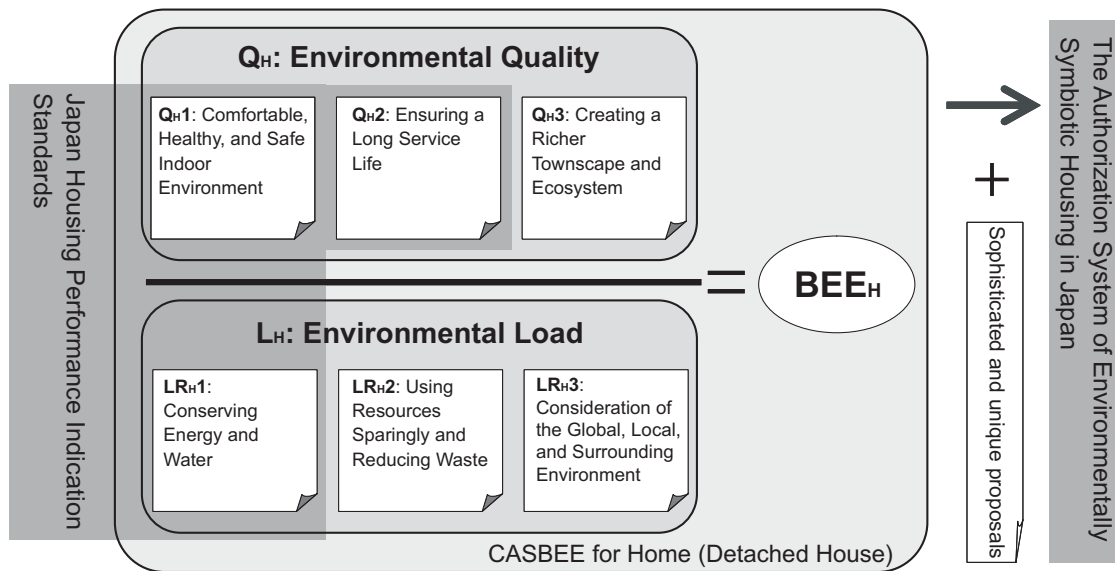 QH: Environmental Quality
Japan Housing Performance Indication
Standards
QH1: Comfortable,
Healthy, and Safe
Indoor
Environment
QH2: Ensuring a
Long Service
Life
QH3: Creating a
Richer
Townscape and
Ecosystem
=
BEEH
LH: Environmental Load
LRH1:
Conserving
Energy and
Water
LRH2: Using
Resources
Sparingly and
Reducing Waste
LRH3:
Consideration of
the Global, Local,
and Surrounding
Environment
CASBEE for Home (Detached House)
+
Sophisticated and unique proposals
The Authorization System of Environmentally
Symbiotic Housing in Japan